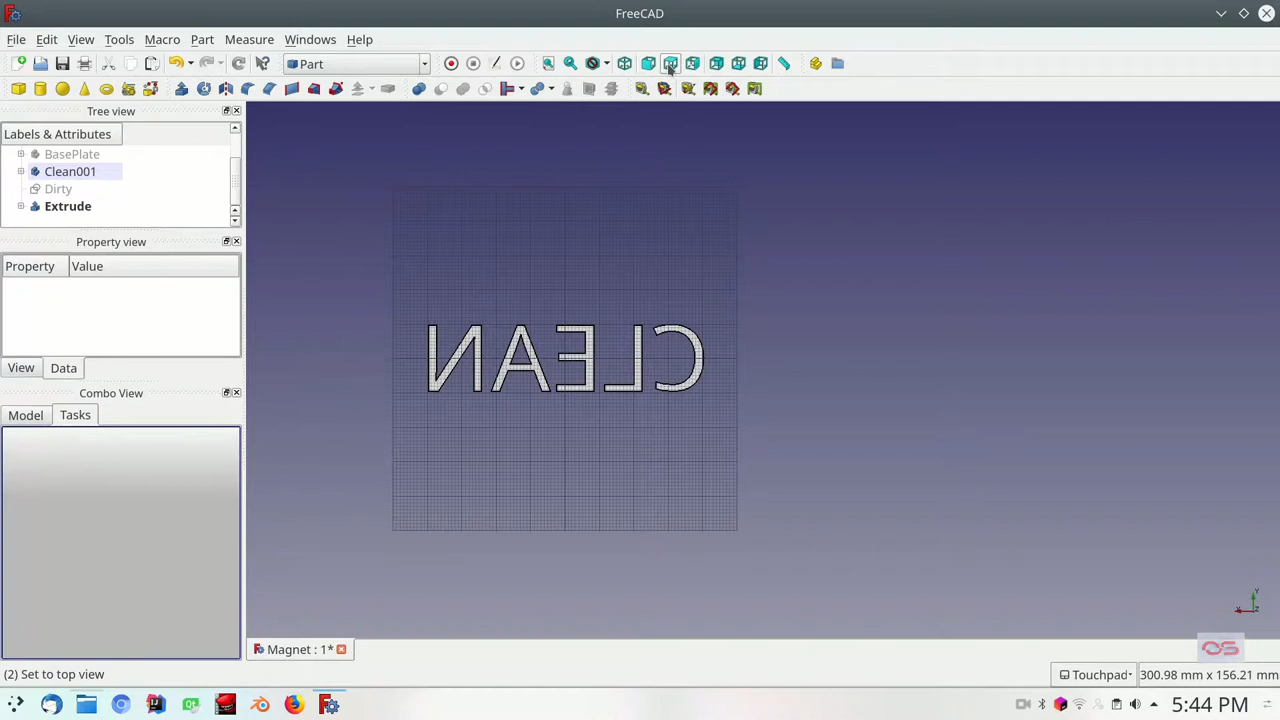 FreeCAD
File Edit View Tools Macro Part Measure Windows Help
Part
Tree view
Labels & Attributes
BasePlate
Clean001
Dirty
Extrude
Property view
Property Value
View Data
Combo View
Model Tasks
CLEAN
Magnet : 1*
(2) Set to top view
Touchpad
300.98 mm x 156.21 mm
5:44 PM